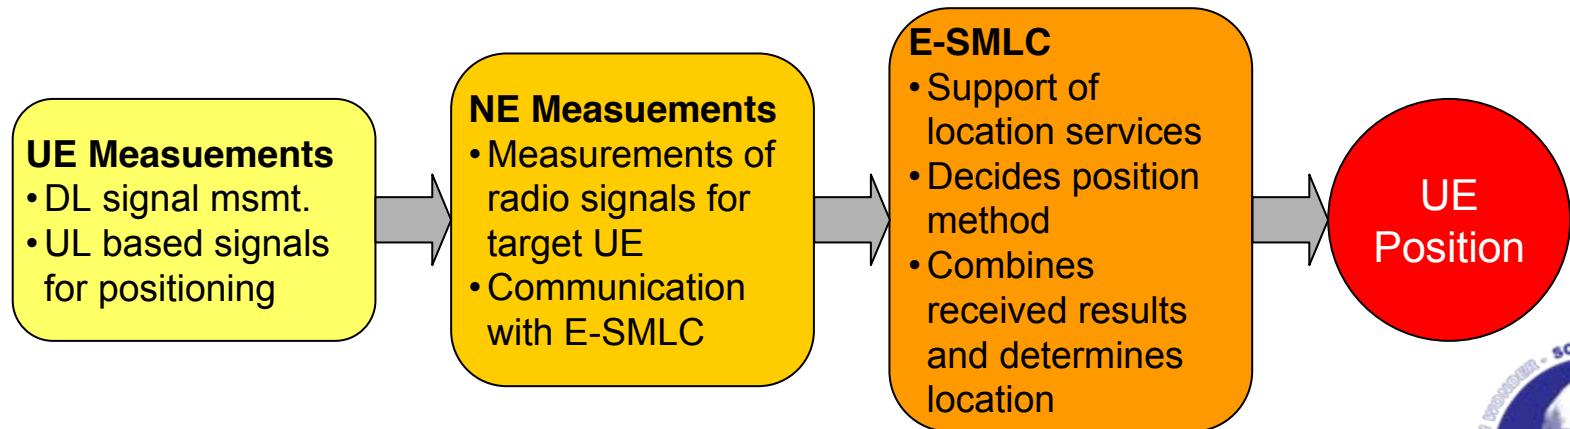 UE Measuements
• DL signal msmt.
• UL based signals
for positioning
NE Measuements
• Measurements of
radio signals for
target UE
• Communication
with E-SMLC
E-SMLC
• Support of
location services
• Decides position
method
• Combines
received results
and determines
location
UE
Position
WONDER - SO